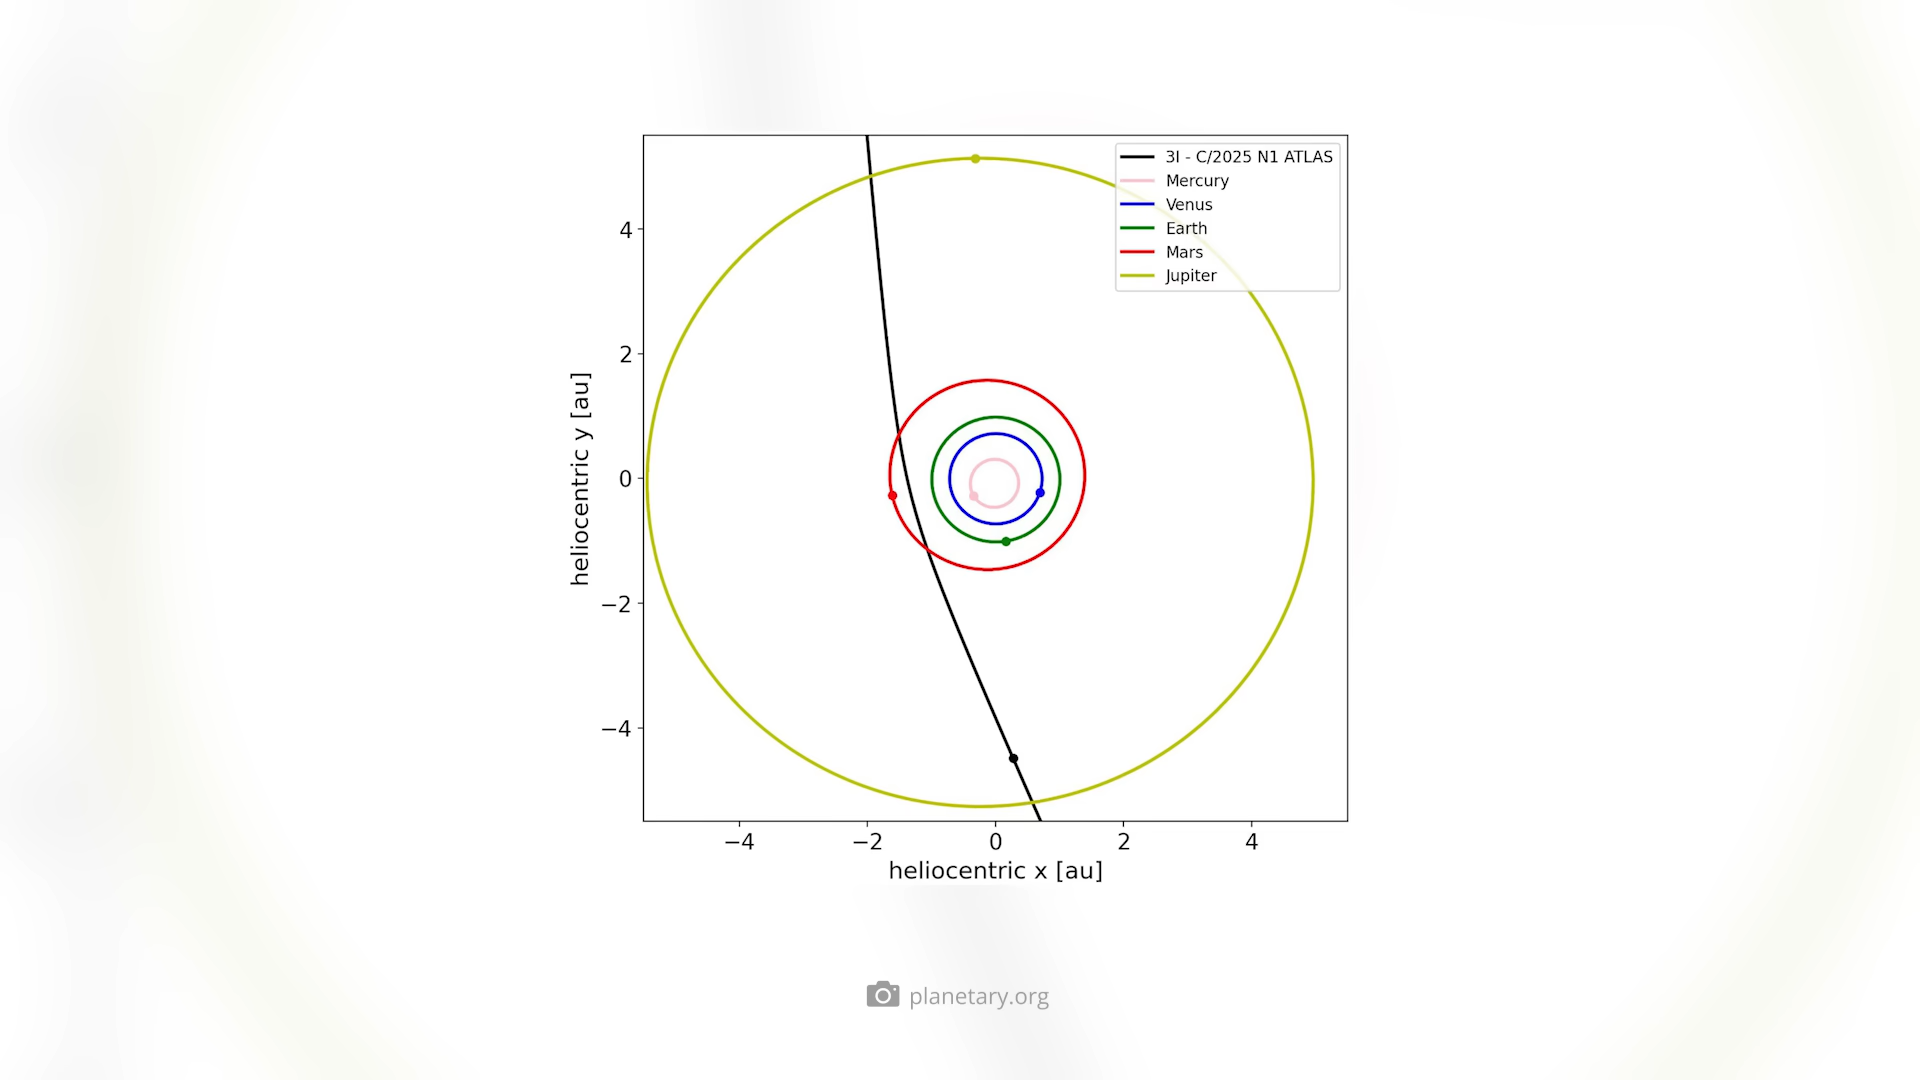 3I - C/2025 N1 ATLAS
Mercury
Venus
Earth
Mars
Jupiter
4
2
0
−2
−4
heliocentric y [au]
−4 −2 0 2 4
heliocentric x [au]
planetary.org